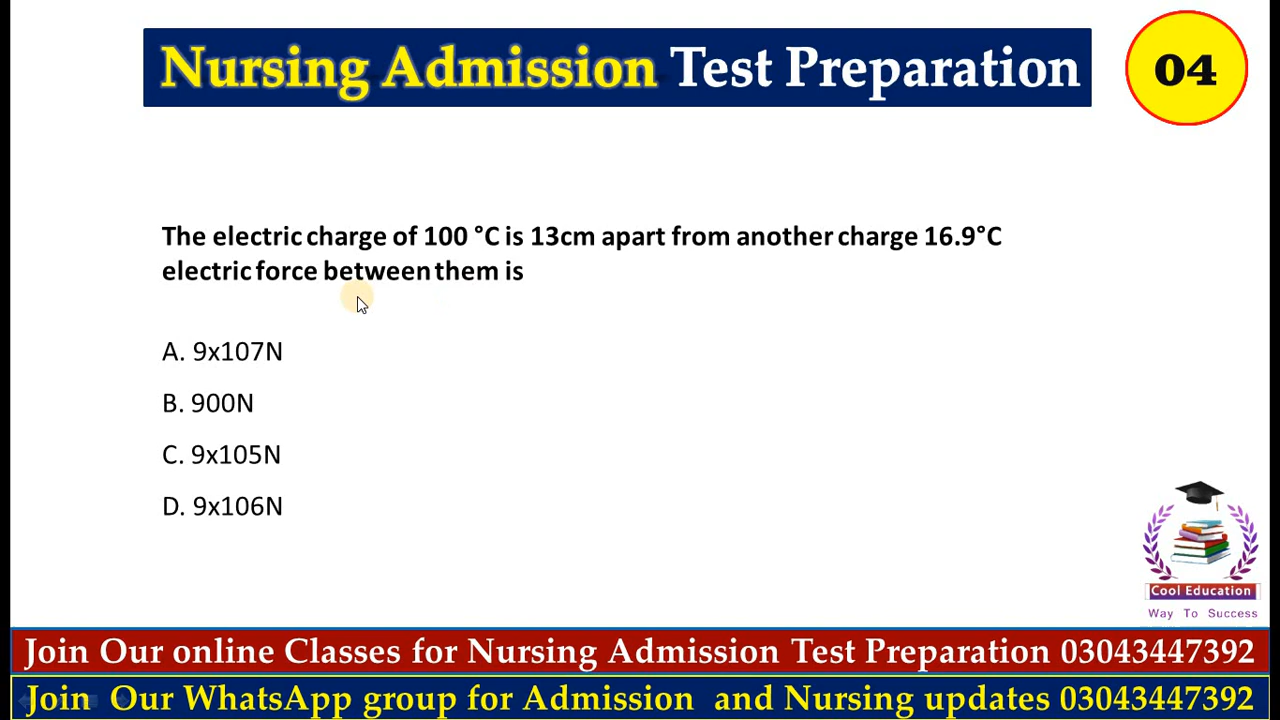 Nursing Admission Test Preparation
04
The electric charge of 100 °C is 13cm apart from another charge 16.9°C
electric force between them is
A. 9x107N
B. 900N
C. 9x105N
D. 9x106N
Cool Education
Way To Success
Join Our online Classes for Nursing Admission Test Preparation 03043447392
Join Our WhatsApp group for Admission and Nursing updates 03043447392